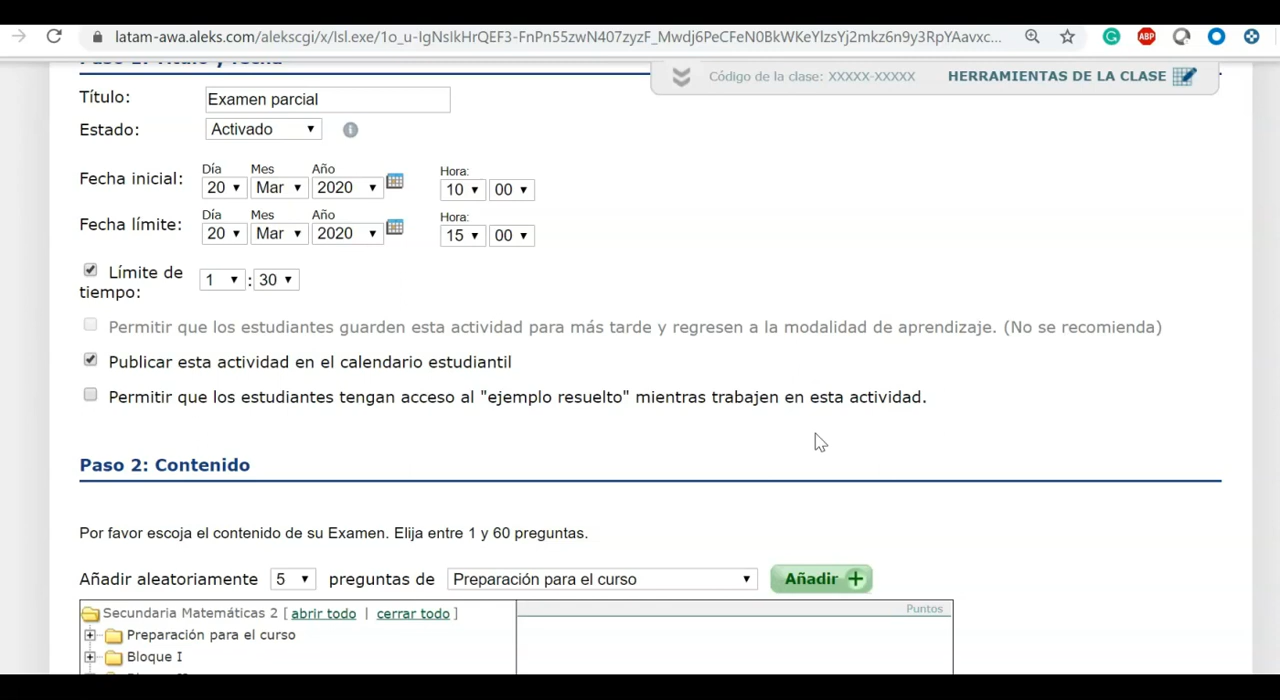 latam-awa.aleks.com/alekscgi/x/Isl.exe/1o_u-IgNsIkHrQEF3-FnPn55zwN407zyzF_Mwdj6PeCFeN0BkWKeYlzsYj2mkz6n9y3RpYAavxc...
ABP
Paso 1: Título y fecha
Código de la clase: XXXXX-XXXXX
HERRAMIENTAS DE LA CLASE
Título:
Examen parcial
Estado:
Activado
Día Mes Año Hora:
Fecha inicial: 20 Mar 2020 10 00
Día Mes Año Hora:
Fecha límite: 20 Mar 2020 15 00
Límite de tiempo: 1 : 30
Permitir que los estudiantes guarden esta actividad para más tarde y regresen a la modalidad de aprendizaje. (No se recomienda)
Publicar esta actividad en el calendario estudiantil
Permitir que los estudiantes tengan acceso al "ejemplo resuelto" mientras trabajen en esta actividad.
Paso 2: Contenido
Por favor escoja el contenido de su Examen. Elija entre 1 y 60 preguntas.
Añadir aleatoriamente 5 preguntas de Preparación para el curso Añadir +
Secundaria Matemáticas 2 [ abrir todo | cerrar todo ]
Puntos
Preparación para el curso
Bloque I